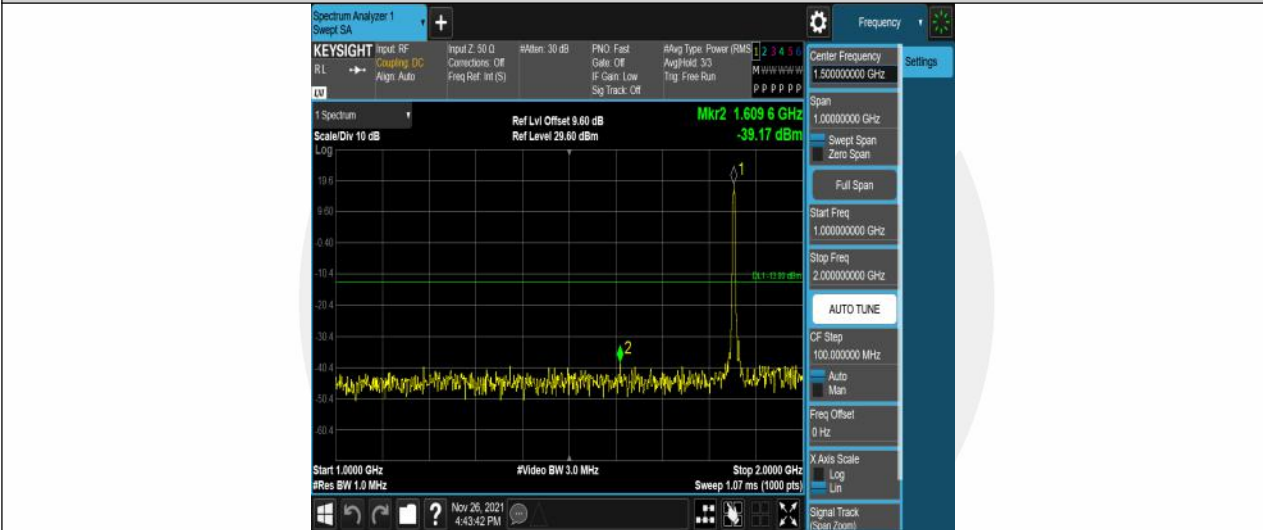 Spectrum Analyzer 1
Swept SA
+
Frequency
KEYSIGHT Input: RF
RL
Coupling: DC
Align: Auto
LV
Input Z: 50 Ω
Corrections: Off
Freq Ref: Int (S)
#Atten: 30 dB
PNO: Fast
Gate: Off
IF Gain: Low
Sig Track: Off
#Avg Type: Power (RMS
Avg|Hold: 3/3
Trig: Free Run
1 2 3 4 5 6
M W W W W W
P P P P P P
Center Frequency
1.500000000 GHz
Settings
Span
1.00000000 GHz
Swept Span
Zero Span
Full Span
Start Freq
1.000000000 GHz
Stop Freq
2.000000000 GHz
AUTO TUNE
CF Step
100.000000 MHz
Auto
Man
Freq Offset
0 Hz
X Axis Scale
Log
Lin
Signal Track
(Span Zoom)
1 Spectrum
Scale/Div 10 dB
Log
Ref Lvl Offset 9.60 dB
Ref Level 29.60 dBm
Mkr2 1.609 6 GHz
-39.17 dBm
19.6
9.60
-0.40
-10.4
-20.4
-30.4
-40.4
-50.4
-60.4
1
DL1 -13.00 dBm
2
Start 1.0000 GHz
#Res BW 1.0 MHz
#Video BW 3.0 MHz
Stop 2.0000 GHz
Sweep 1.07 ms (1000 pts)
?
Nov 26, 2021
4:43:42 PM